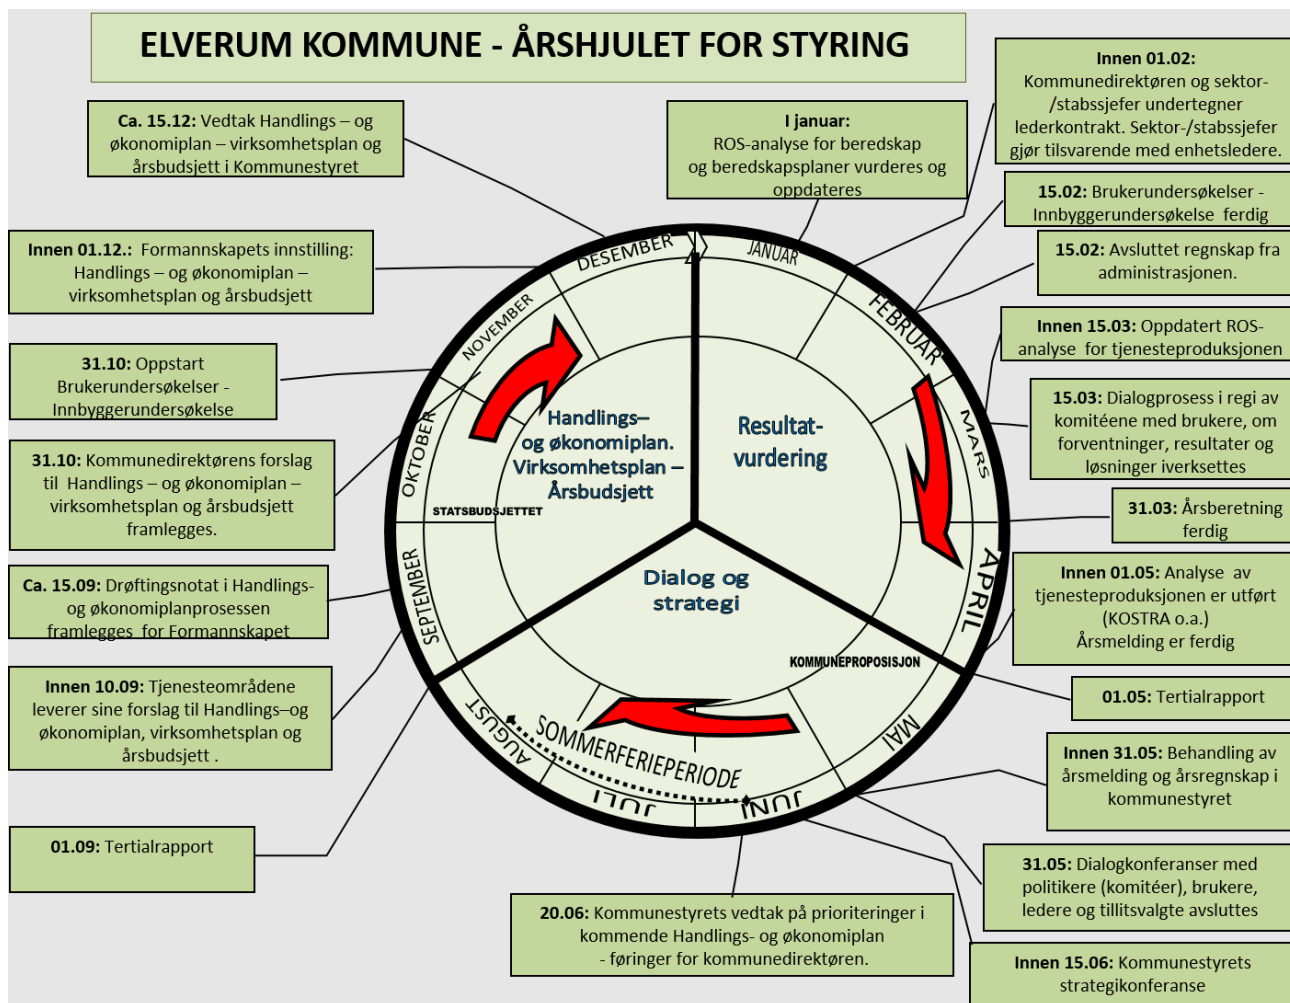 ELVERUM KOMMUNE - ÅRSHJULET FOR STYRING
I januar:
ROS-analyse for beredskap
og beredskapsplaner vurderes og
oppdateres
Innen 01.02:
Kommunedirektøren og sektor-
/stabssjefer undertegner
lederkontrakt. Sektor-/stabssjefer
gjør tilsvarende med enhetsledere.
15.02: Brukerundersøkelser -
Innbyggerundersøkelse ferdig
15.02: Avsluttet regnskap fra
administrasjonen.
Innen 15.03: Oppdatert ROS-
analyse for tjenesteproduksjonen
15.03: Dialogprosess i regi av
komitéene med brukere, om
forventninger, resultater og
løsninger iverksettes
31.03: Årsberetning
ferdig
Innen 01.05: Analyse av
tjenesteproduksjonen er utført
(KOSTRA o.a.)
Årsmelding er ferdig
01.05: Tertialrapport
Innen 31.05: Behandling av
årsmelding og årsregnskap i
kommunestyret
31.05: Dialogkonferanser med
politikere (komitéer), brukere,
ledere og tillitsvalgte avsluttes
Innen 15.06: Kommunestyrets
strategikonferanse
20.06: Kommunestyrets vedtak på prioriteringer i
kommende Handlings- og økonomiplan
- føringer for kommunedirektøren.
01.09: Tertialrapport
Innen 10.09: Tjenesteområdene
leverer sine forslag til Handlings–og
økonomiplan, virksomhetsplan og
årsbudsjett .
Ca. 15.09: Drøftingsnotat i Handlings-
og økonomiplanprosessen
framlegges for Formannskapet
31.10: Kommunedirektørens forslag
til Handlings – og økonomiplan –
virksomhetsplan og årsbudsjett
framlegges.
31.10: Oppstart
Brukerundersøkelser -
Innbyggerundersøkelse
Innen 01.12.: Formannskapets innstilling:
Handlings – og økonomiplan –
virksomhetsplan og årsbudsjett
Ca. 15.12: Vedtak Handlings – og
økonomiplan – virksomhetsplan og
årsbudsjett i Kommunestyret
JANUAR
FEBRUAR
MARS
APRIL
MAI
JUNI
JULI
AUGUST
SEPTEMBER
OKTOBER
NOVEMBER
DESEMBER
Resultat-
vurdering
Handlings–
og økonomiplan.
Virksomhetsplan –
Årsbudsjett
STATSBUDSJETTET
Dialog og
strategi
KOMMUNEPROPOSISJON
SOMMERFERIEPERIODE